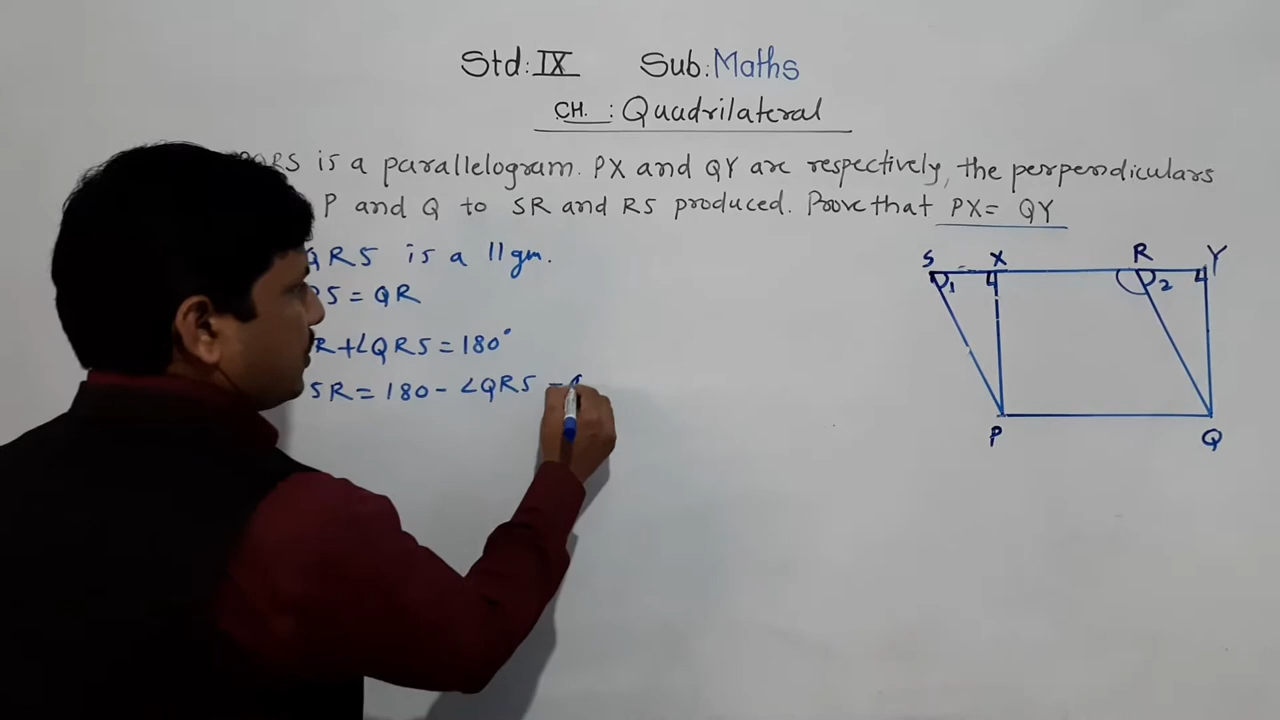 Std: IX Sub: Maths
CH. : Quadrilateral
PQRS is a parallelogram. PX and QY are respectively, the perpendiculars
P and Q to SR and RS produced. Prove that PX = QY
QRS is a ||gm.
PS = QR
R + ∠QRS = 180°
SR = 180 - ∠QRS -
S X R Y
1 2
P Q